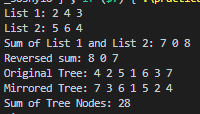 List 1: 2 4 3
List 2: 5 6 4
Sum of List 1 and List 2: 7 0 8
Reversed sum: 8 0 7
Original Tree: 4 2 5 1 6 3 7
Mirrored Tree: 7 3 6 1 5 2 4
Sum of Tree Nodes: 28